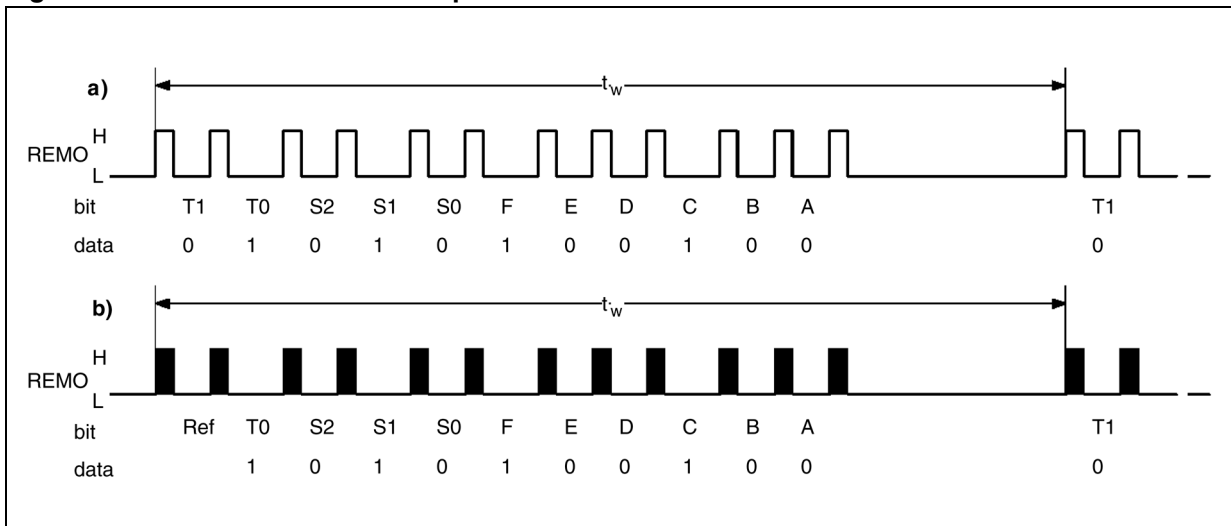 a)
t w
H
REMO
L
bit T1 T0 S2 S1 S0 F E D C B A T1
data 0 1 0 1 0 1 0 0 1 0 0 0
b)
t w
H
REMO
L
bit Ref T0 S2 S1 S0 F E D C B A T1
data 1 0 1 0 1 0 0 1 0 0 0